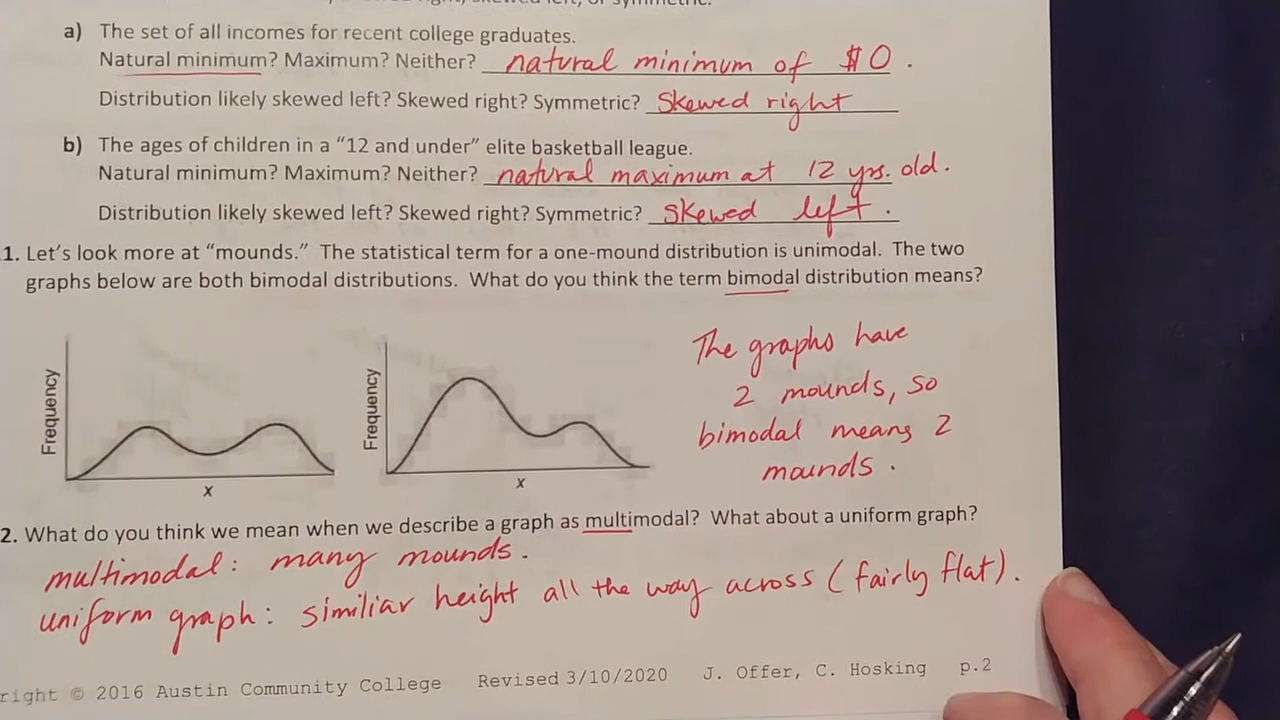 skewed left, or symmetric.
a) The set of all incomes for recent college graduates.
Natural minimum? Maximum? Neither? natural minimum of $0.
Distribution likely skewed left? Skewed right? Symmetric? Skewed right
b) The ages of children in a “12 and under” elite basketball league.
Natural minimum? Maximum? Neither? natural maximum at 12 yrs. old.
Distribution likely skewed left? Skewed right? Symmetric? skewed left.
1. Let’s look more at “mounds.” The statistical term for a one-mound distribution is unimodal. The two
graphs below are both bimodal distributions. What do you think the term bimodal distribution means?
Frequency
x
Frequency
x
The graphs have
2 mounds, so
bimodal means 2
mounds.
2. What do you think we mean when we describe a graph as multimodal? What about a uniform graph?
multimodal: many mounds.
uniform graph: similiar height all the way across (fairly flat).
right © 2016 Austin Community College Revised 3/10/2020 J. Offer, C. Hosking p.2